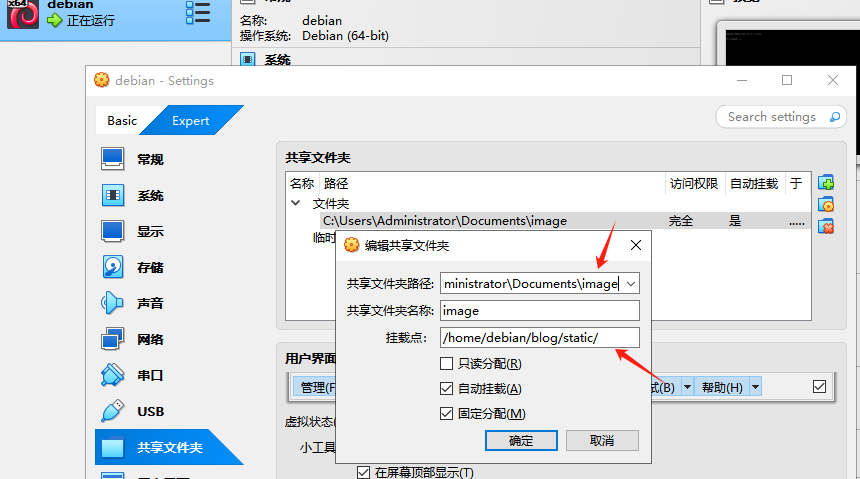 x64
debian
正在运行
名称: debian
操作系统: Debian (64-bit)
系统
debian - Settings
Basic Expert
Search settings
常规
系统
显示
存储
声音
网络
串口
USB
共享文件夹
共享文件夹
名称 路径 访问权限 自动挂载 于
文件夹
C:\Users\Administrator\Documents\image 完全 是 .....
临时
编辑共享文件夹
共享文件夹路径: ministrator\Documents\image
共享文件夹名称: image
挂载点: /home/debian/blog/static/
只读分配(R)
自动挂载(A)
固定分配(M)
确定 取消
用户界面
管理(F 试(B) 帮助(H)
虚拟状态(
小工具
在屏幕顶部显示(T)